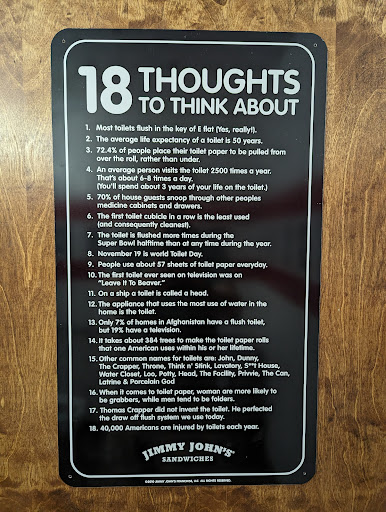 18 THOUGHTS
TO THINK ABOUT
1. Most toilets flush in the key of E flat (Yes, really!).
2. The average life expectancy of a toilet is 50 years.
3. 72.4% of people place their toilet paper to be pulled from
over the roll, rather than under.
4. An average person visits the toilet 2500 times a year.
That's about 6-8 times a day.
(You'll spend about 3 years of your life on the toilet.)
5. 70% of house guests snoop through other peoples
medicine cabinets and drawers.
6. The first toilet cubicle in a row is the least used
(and consequently cleanest!).
7. The toilet is flushed more times during the
Super Bowl halftime than at any time during the year.
8. November 19 is world Toilet Day.
9. People use about 57 sheets of toilet paper everyday.
10. The first toilet ever seen on television was on
"Leave It To Beaver."
11. On a ship a toilet is called a head.
12. The appliance that uses the most use of water in the
home is the toilet.
13. Only 7% of homes in Afghanistan have a flush toilet,
but 19% have a television.
14. It takes about 384 trees to make the toilet paper rolls
that one American uses within his or her lifetime.
15. Other common names for toilets are; John, Dunny,
The Crapper, Throne, Think n' Stink, Lavatory, S**t House,
Water Closet, Loo, Potty, Head, The Facility, Privvie, The Can,
Latrine & Porcelain God
16. When it comes to toilet paper, woman are more likely to
be grabbers, while men tend to be folders.
17. Thomas Crapper did not invent the toilet. He perfected
the draw off flush system we use today.
18. 40,000 Americans are injured by toilets each year.
JIMMY JOHN'S®
SANDWICHES
JIMMY JOHN'S FRANCHISE, LLC ALL RIGHTS RESERVED.